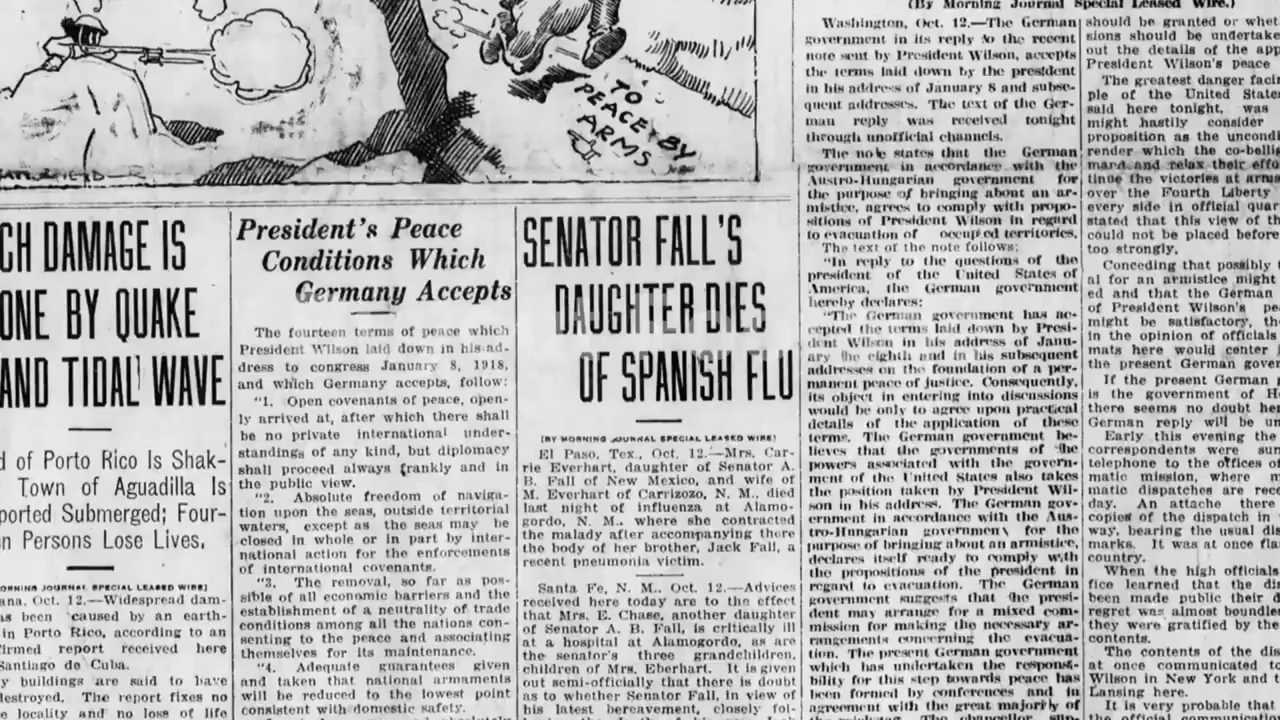 TO
PEACE BY
ARMS
CH DAMAGE IS
ONE BY QUAKE
AND TIDAL WAVE
d of Porto Rico Is Shak-
Town of Aguadilla Is
ported Submerged; Four-
n Persons Lose Lives.
ORNING JOURNAL SPECIAL LEASED WIRE]
ana, Oct. 12.—Widespread dam-
as been caused by an earth-
in Porto Rico, according to an
firmed report received here
Santiago de Cuba.
y buildings are said to have
destroyed. The report fixes no
e locality and no loss of life
President's Peace
Conditions Which
Germany Accepts
The fourteen terms of peace which
President Wilson laid down in his ad-
dress to congress January 8, 1918,
and which Germany accepts, follow:
"1. Open covenants of peace, open-
ly arrived at, after which there shall
be no private international under-
standings of any kind, but diplomacy
shall proceed always frankly and in
the public view.
"2. Absolute freedom of naviga-
tion upon the seas, outside territorial
waters, except as the seas may be
closed in whole or in part by inter-
national action for the enforcements
of international covenants.
"3. The removal, so far as pos-
sible of all economic barriers and the
establishment of a neutrality of trade
conditions among all the nations con-
senting to the peace and associating
themselves for its maintenance.
"4. Adequate guarantees given
and taken that national armaments
will be reduced to the lowest point
consistent with domestic safety.
SENATOR FALL'S
DAUGHTER DIES
OF SPANISH FLU
[BY MORNING JOURNAL SPECIAL LEASED WIRE]
El Paso, Tex., Oct. 12.—Mrs. Car-
rie Everhart, daughter of Senator A.
B. Fall of New Mexico, and wife of
M. Everhart of Carrizozo, N. M., died
last night of influenza at Alamo-
gordo, N. M., where she contracted
the malady after accompanying there
the body of her brother, Jack Fall, a
recent pneumonia victim.
Santa Fe, N. M., Oct. 12.—Advices
received here today are to the effect
that Mrs. E. Chase, another daughter
of Senator A. B. Fall, is critically ill
at a hospital at Alamogordo, as are
the senator's three grandchildren,
children of Mrs. Eberhart. It is given
out semi-officially that there is doubt
as to whether Senator Fall, in view of
his latest bereavement, closely fol-
(By Morning Journal Special Leased Wire.)
Washington, Oct. 12.—The German
government in its reply to the recent
note sent by President Wilson, accepts
the terms laid down by the president
in his address of January 8 and subse-
quent addresses. The text of the Ger-
man reply was received tonight
through unofficial channels.
The note states that the German
government in accordance with the
Austro-Hungarian government for
the purpose of bringing about an ar-
mistice, agrees to comply with propo-
sitions of President Wilson in regard
to evacuation of occupied territories.
The text of the note follows:
"In reply to the questions of the
president of the United States of
America, the German government
hereby declares:
"The German government has ac-
cepted the terms laid down by Presi-
dent Wilson in his address of Janu-
ary the eighth and in his subsequent
addresses on the foundation of a per-
manent peace of justice. Consequently,
its object in entering into discussions
would be only to agree upon practical
details of the application of these
terms. The German government be-
lieves that the governments of the
powers associated with the govern-
ment of the United States also takes
the position taken by President Wil-
son in his address. The German gov-
ernment in accordance with the Aus-
tro-Hungarian government for the
purpose of bringing about an armistice,
declares itself ready to comply with
the propositions of the president in
regard to evacuation. The German
government suggests that the presi-
dent may arrange for a mixed com-
mission for making the necessary ar-
rangements concerning the evacua-
tion. The present German government
which has undertaken the responsi-
bility for this step towards peace has
been formed by conferences and in
agreement with the great majority of
should be granted or whet
sions should be undertake
out the details of the app
President Wilson's peace
The greatest danger facin
ple of the United States
said here tonight, was
might hastily consider
proposition as the uncondi
render which the co-bellig
mand and relax their effo
tinue the victories at arms
over the Fourth Liberty
every side in official quar
stated that this view of th
could not be placed before
too strongly.
Conceding that possibly t
al for an armistice might
ed and that the German
of President Wilson's pe
might be satisfactory, th
in the opinion of officials
mats here would center
the present German gover
If the present German
is the government of H
there seems no doubt her
German reply will be un
Early this evening the
correspondents were sum
telephone to the offices o
matic mission, where m
matic dispatches are rece
day. An attache there
copies of the dispatch in
way, bearing the usual dis
marks. It was at once fla
country.
When the high officials
fice learned that the dis
been made public their d
regret was almost boundle
they were gratified by the
contents.
The contents of the dis
at once communicated to
Wilson in New York and t
Lansing here.
It is very probable that